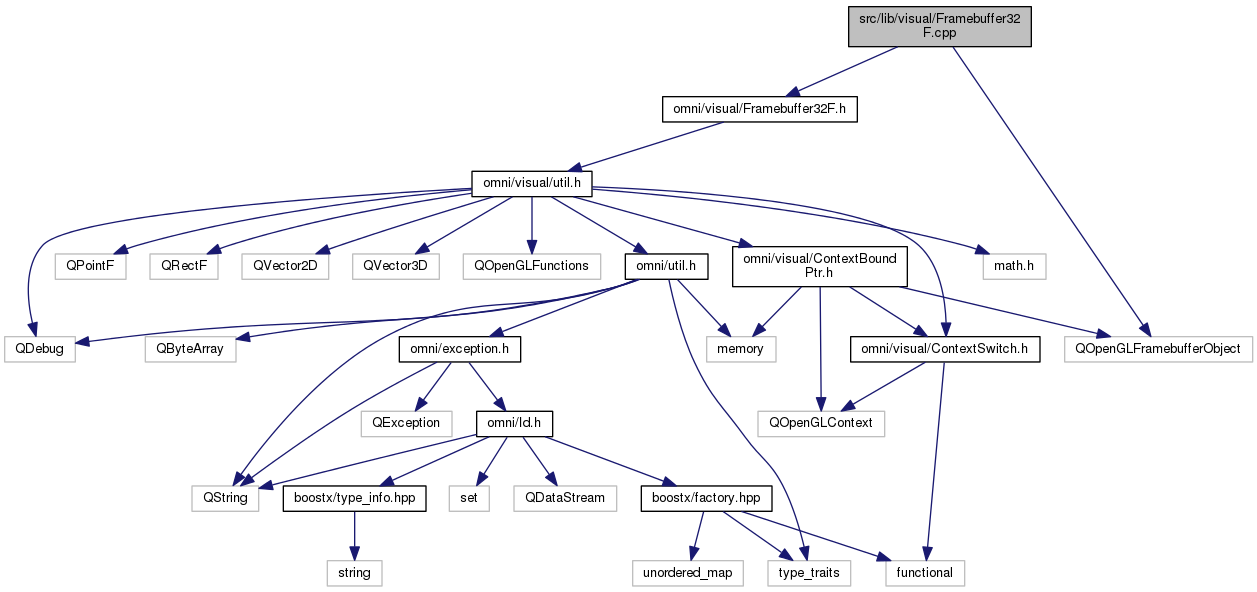 src/lib/visual/Framebuffer32
F.cpp
omni/visual/Framebuffer32F.h
omni/visual/util.h
QPointF
QRectF
QVector2D
QVector3D
QOpenGLFunctions
omni/util.h
omni/visual/ContextBound
Ptr.h
math.h
QDebug
QByteArray
omni/exception.h
memory
omni/visual/ContextSwitch.h
QOpenGLFramebufferObject
QException
omni/Id.h
QOpenGLContext
QString
boostx/type_info.hpp
set
QDataStream
boostx/factory.hpp
string
unordered_map
type_traits
functional